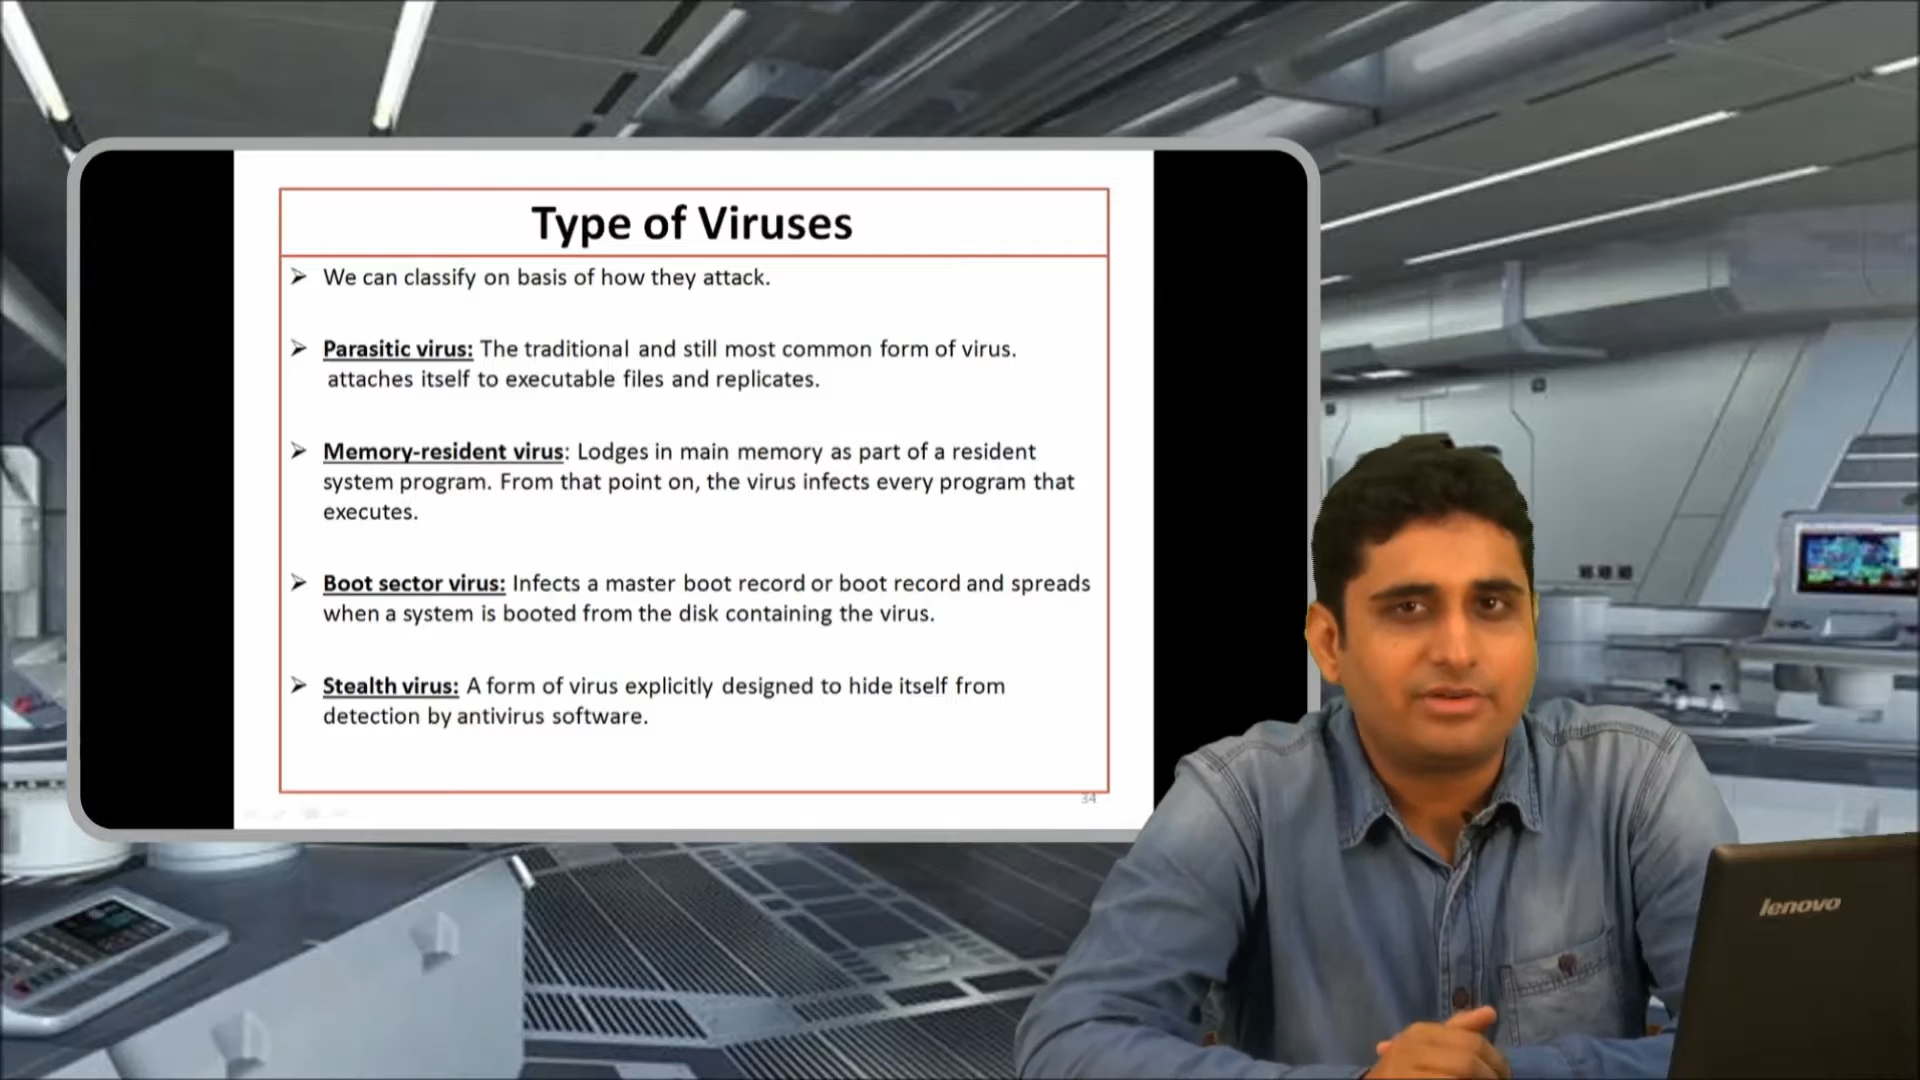 Type of Viruses
➢ We can classify on basis of how they attack.
➢ Parasitic virus: The traditional and still most common form of virus.
attaches itself to executable files and replicates.
➢ Memory-resident virus: Lodges in main memory as part of a resident
system program. From that point on, the virus infects every program that
executes.
➢ Boot sector virus: Infects a master boot record or boot record and spreads
when a system is booted from the disk containing the virus.
➢ Stealth virus: A form of virus explicitly designed to hide itself from
detection by antivirus software.
34
lenovo